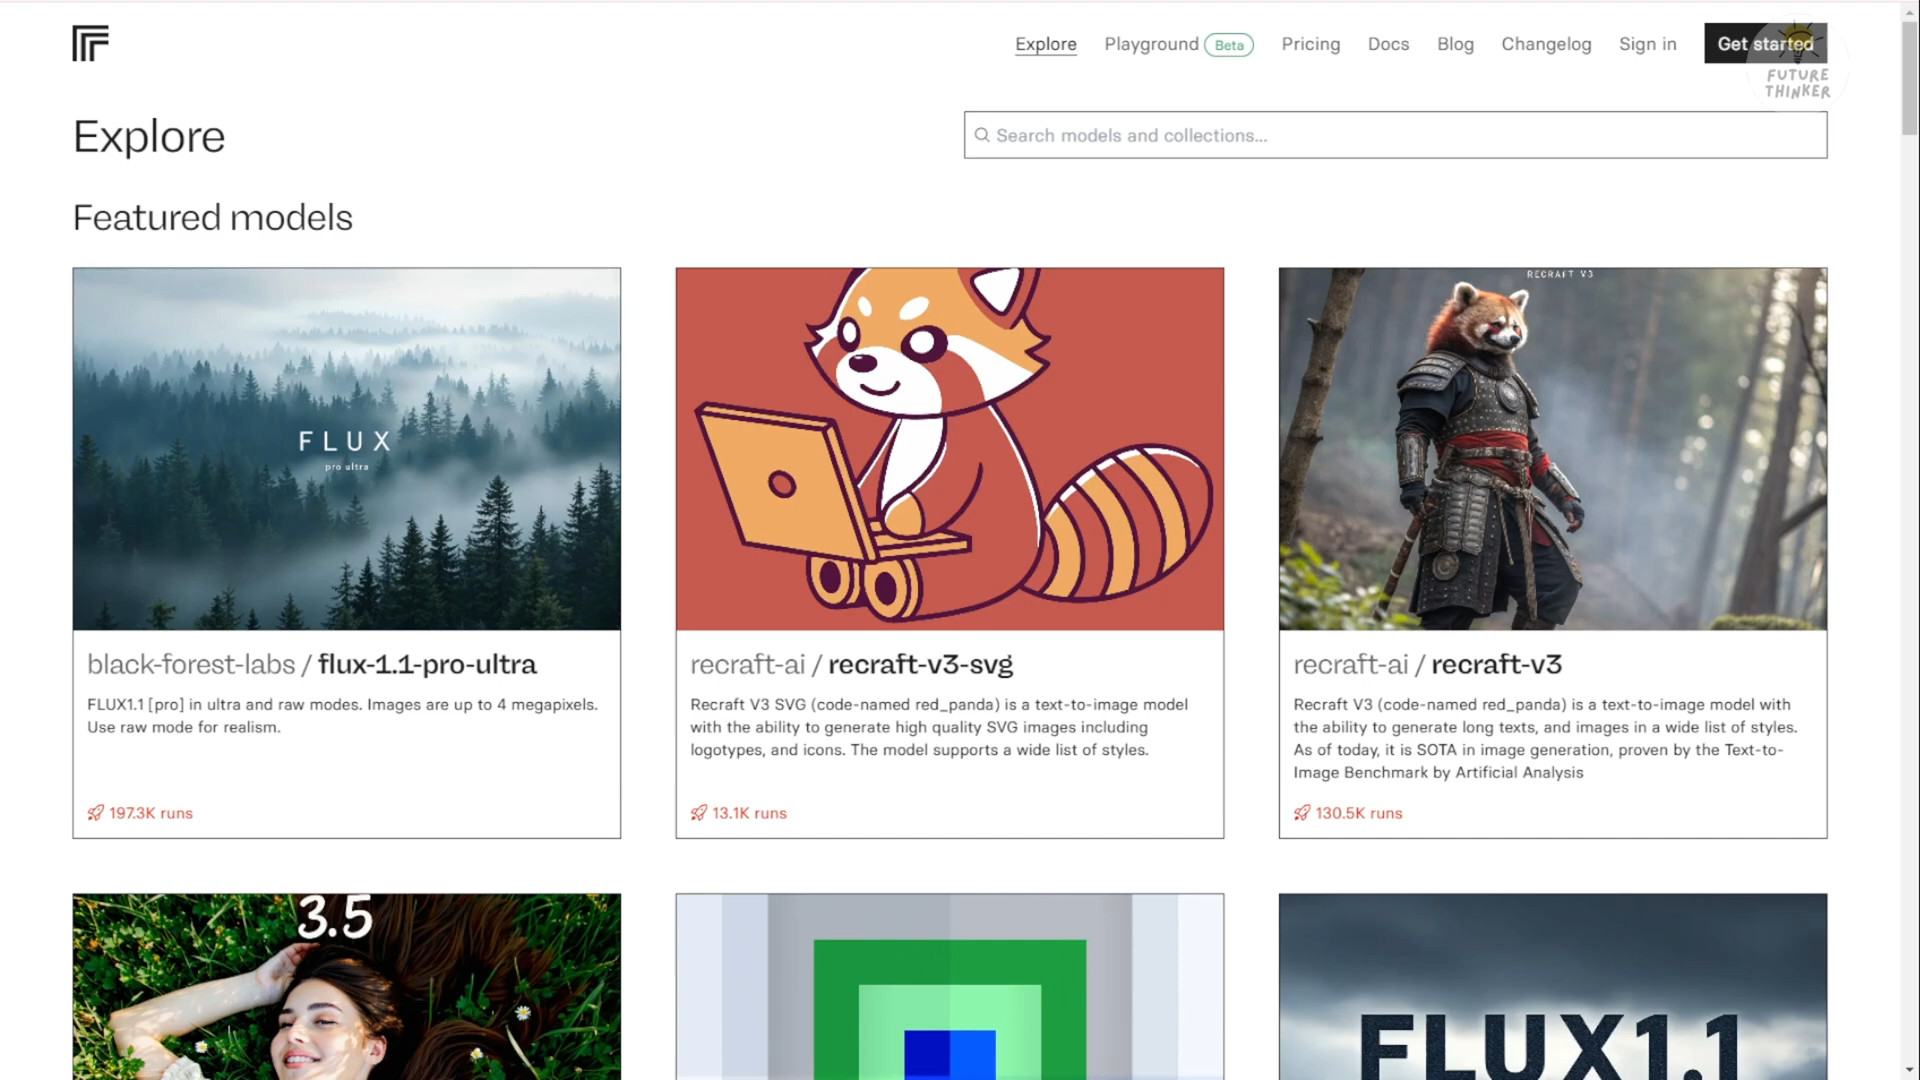 Explore
Playground Beta
Pricing
Docs
Blog
Changelog
Sign in
Get started
FUTURE
THINKER
Explore
Search models and collections...
Featured models
FLUX
pro ultra
RECRAFT V3
black-forest-labs / flux-1.1-pro-ultra
FLUX1.1 [pro] in ultra and raw modes. Images are up to 4 megapixels.
Use raw mode for realism.
197.3K runs
recraft-ai / recraft-v3-svg
Recraft V3 SVG (code-named red_panda) is a text-to-image model
with the ability to generate high quality SVG images including
logotypes, and icons. The model supports a wide list of styles.
13.1K runs
recraft-ai / recraft-v3
Recraft V3 (code-named red_panda) is a text-to-image model with
the ability to generate long texts, and images in a wide list of styles.
As of today, it is SOTA in image generation, proven by the Text-to-
Image Benchmark by Artificial Analysis
130.5K runs
3.5
FLUX1.1